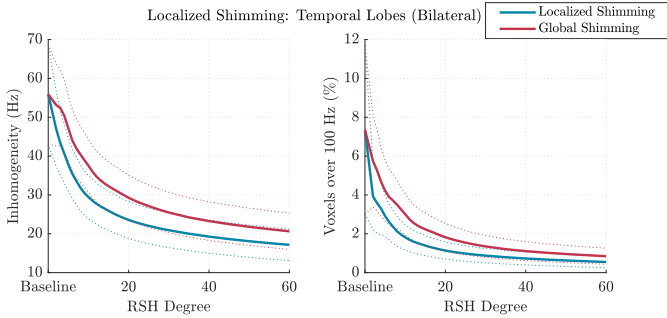 Localized Shimming: Temporal Lobes (Bilateral)
Localized Shimming
Global Shimming
Inhomogeneity (Hz)
70
60
50
40
30
20
10
Baseline 20 40 60
RSH Degree
Voxels over 100 Hz (%)
12
10
8
6
4
2
0
Baseline 20 40 60
RSH Degree